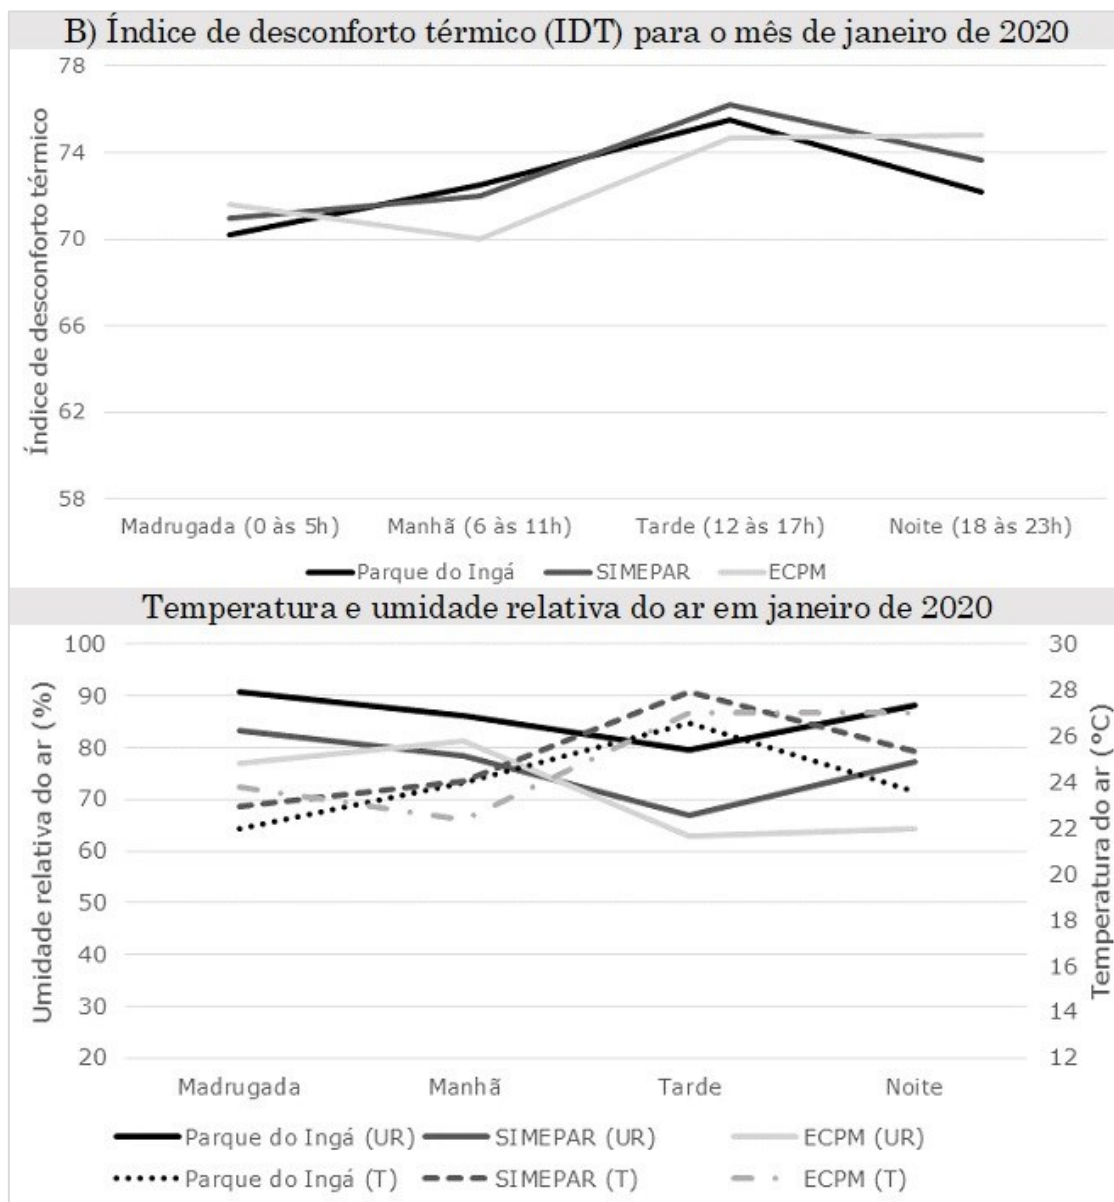 B) Índice de desconforto térmico (IDT) para o mês de janeiro de 2020
Índice de desconforto térmico
78
74
70
66
62
58
Madrugada (0 às 5h) Manhã (6 às 11h) Tarde (12 às 17h) Noite (18 às 23h)
Parque do Ingá SIMEPAR ECPM
Temperatura e umidade relativa do ar em janeiro de 2020
Umidade relativa do ar (%)
100
90
80
70
60
50
40
30
20
30
28
26
24
22
20
18
16
14
12
Temperatura do ar (°C)
Madrugada Manhã Tarde Noite
Parque do Ingá (UR) SIMEPAR (UR) ECPM (UR)
Parque do Ingá (T) SIMEPAR (T) ECPM (T)